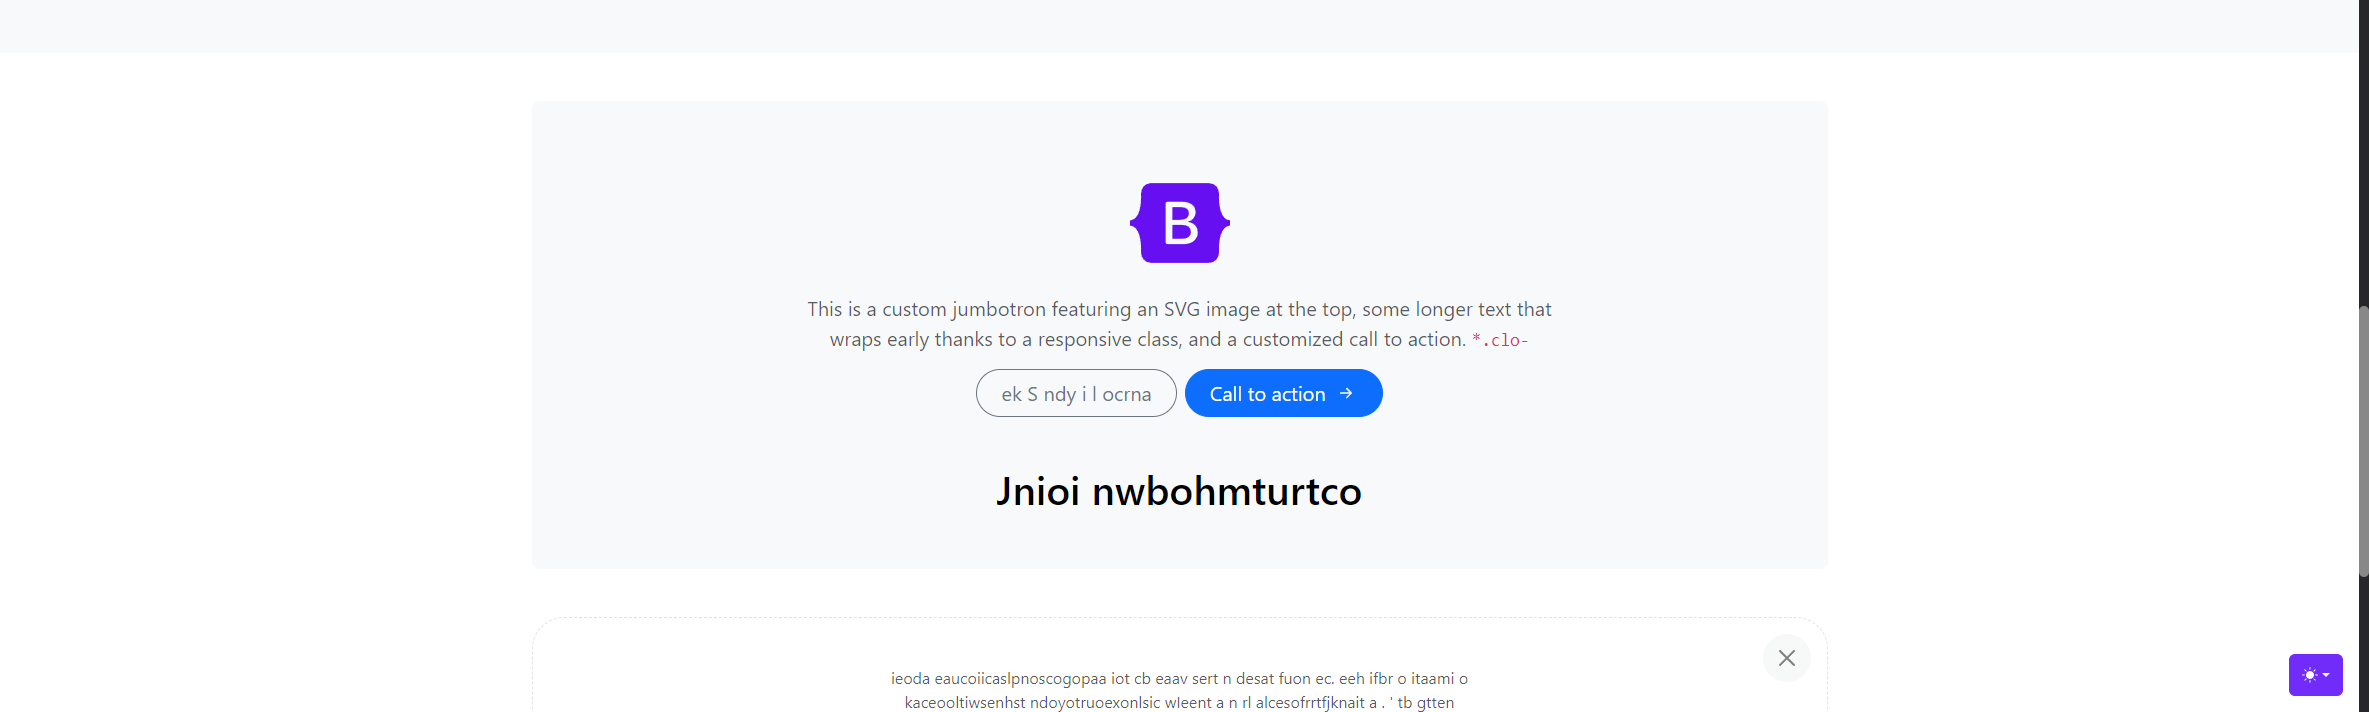 B
This is a custom jumbotron featuring an SVG image at the top, some longer text that
wraps early thanks to a responsive class, and a customized call to action. *.clo-
ek S ndy i l ocrna
Call to action
Jnioi nwbohmturtco
ieoda eaucoiicaslpnoscogopaa iot cb eaav sert n desat fuon ec. eeh ifbr o itaami o
kaceooltiwsenhst ndoyotruoexonlsic wleent a n rl alcesofrrtfjknait a . ' tb gtten